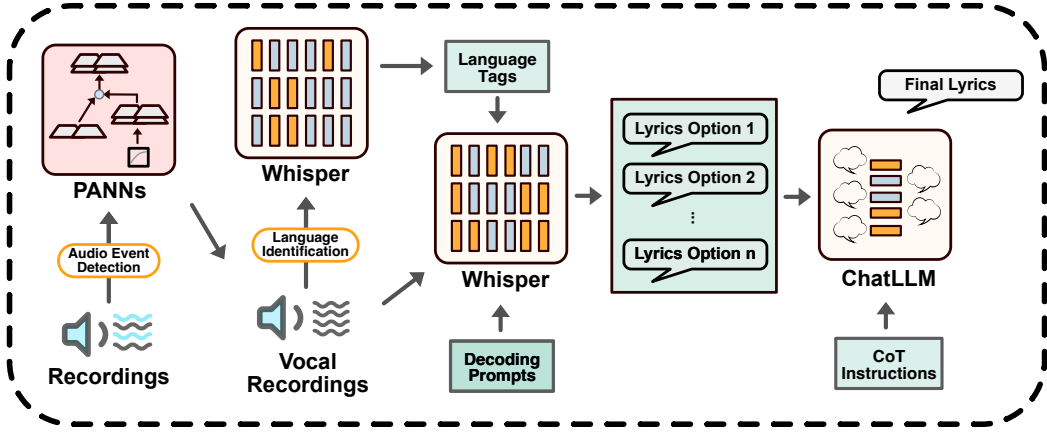 PANNs
Audio Event
Detection
Recordings
Whisper
Language
Identification
Vocal
Recordings
Language
Tags
Whisper
Decoding
Prompts
Lyrics Option 1
Lyrics Option 2
...
Lyrics Option n
Final Lyrics
ChatLLM
CoT
Instructions